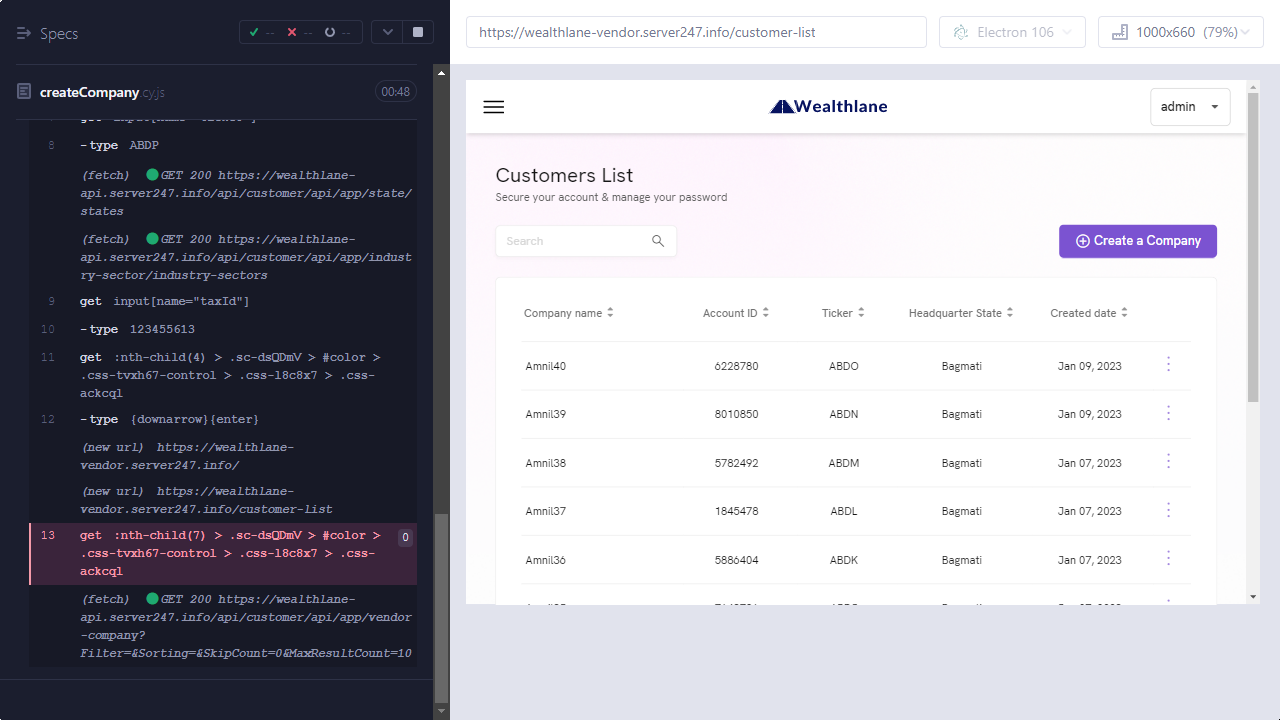 Specs
-- -- --
createCompany.cy.js
00:48
8 -type ABDP
(fetch) GET 200 https://wealthlane-
api.server247.info/api/customer/api/app/state/
states
(fetch) GET 200 https://wealthlane-
api.server247.info/api/customer/api/app/indust
ry-sector/industry-sectors
9 get input[name="taxId"]
10 -type 123455613
11 get :nth-child(4) > .sc-dsQDmV > #color >
.css-tvxh67-control > .css-l8c8x7 > .css-
ackcql
12 -type {downarrow}{enter}
(new url) https://wealthlane-
vendor.server247.info/
(new url) https://wealthlane-
vendor.server247.info/customer-list
13 get :nth-child(7) > .sc-dsQDmV > #color > 0
.css-tvxh67-control > .css-l8c8x7 > .css-
ackcql
(fetch) GET 200 https://wealthlane-
api.server247.info/api/customer/api/app/vendor
-company?
Filter=&Sorting=&SkipCount=0&MaxResultCount=10
https://wealthlane-vendor.server247.info/customer-list
Electron 106
1000x660 (79%)
Wealthlane
admin
Customers List
Secure your account & manage your password
Search
Create a Company
Company name Account ID Ticker Headquarter State Created date
Amnil40 6228780 ABDO Bagmati Jan 09, 2023
Amnil39 8010850 ABDN Bagmati Jan 09, 2023
Amnil38 5782492 ABDM Bagmati Jan 07, 2023
Amnil37 1845478 ABDL Bagmati Jan 07, 2023
Amnil36 5886404 ABDK Bagmati Jan 07, 2023